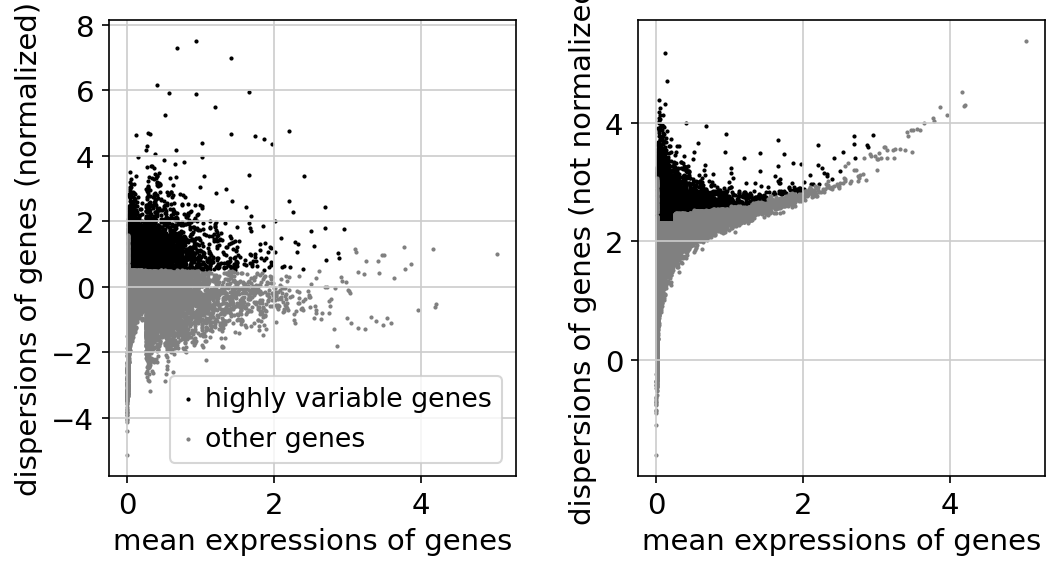 dispersions of genes (normalized)
8
6
4
2
0
−2
−4
highly variable genes
other genes
0
2
4
mean expressions of genes
dispersions of genes (not normalized
4
2
0
0
2
4
mean expressions of genes